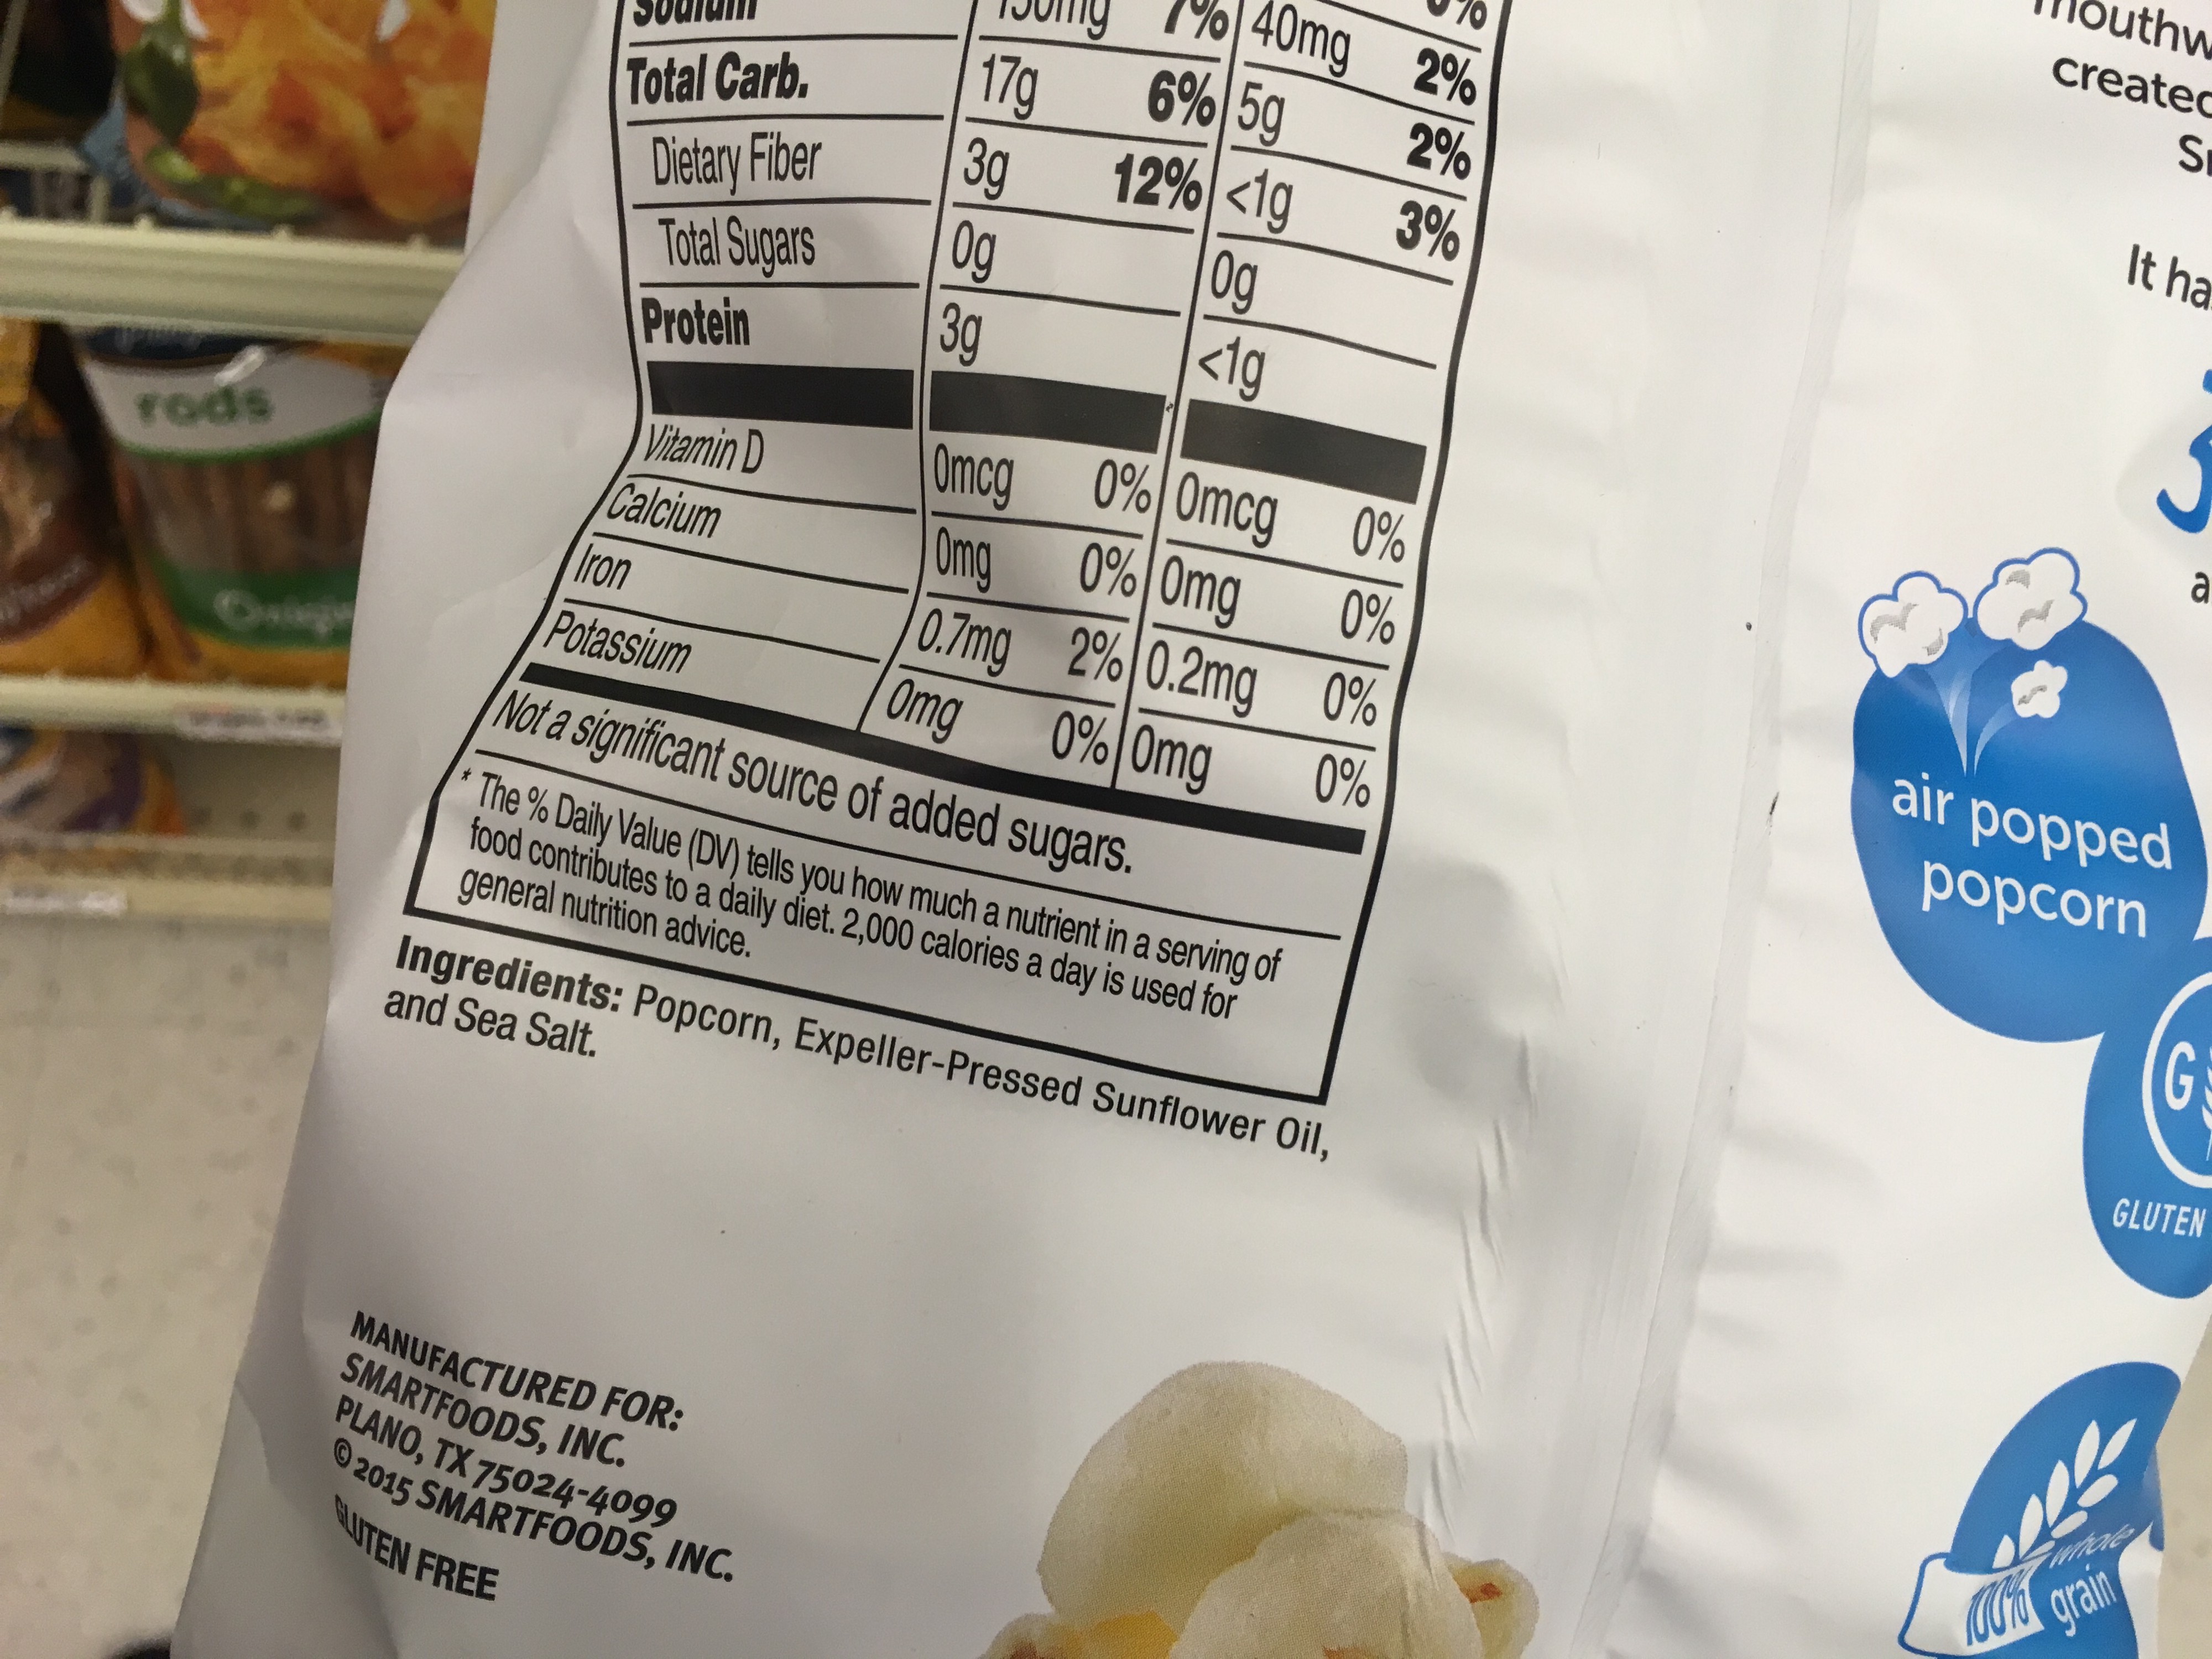 Sodium 150mg 7% 40mg 2%
Total Carb. 17g 6% 5g 2%
Dietary Fiber 3g 12% <1g 3%
Total Sugars 0g 0g
Protein 3g <1g
Vitamin D 0mcg 0% 0mcg 0%
Calcium 0mg 0% 0mg 0%
Iron 0.7mg 2% 0.2mg 0%
Potassium 0mg 0% 0mg 0%
Not a significant source of added sugars.
* The % Daily Value (DV) tells you how much a nutrient in a serving of
food contributes to a daily diet. 2,000 calories a day is used for
general nutrition advice.
Ingredients: Popcorn, Expeller-Pressed Sunflower Oil,
and Sea Salt.
MANUFACTURED FOR:
SMARTFOODS, INC.
PLANO, TX 75024-4099
© 2015 SMARTFOODS, INC.
GLUTEN FREE
It ha
air popped
popcorn
G
GLUTEN
100% whole
grain
rods